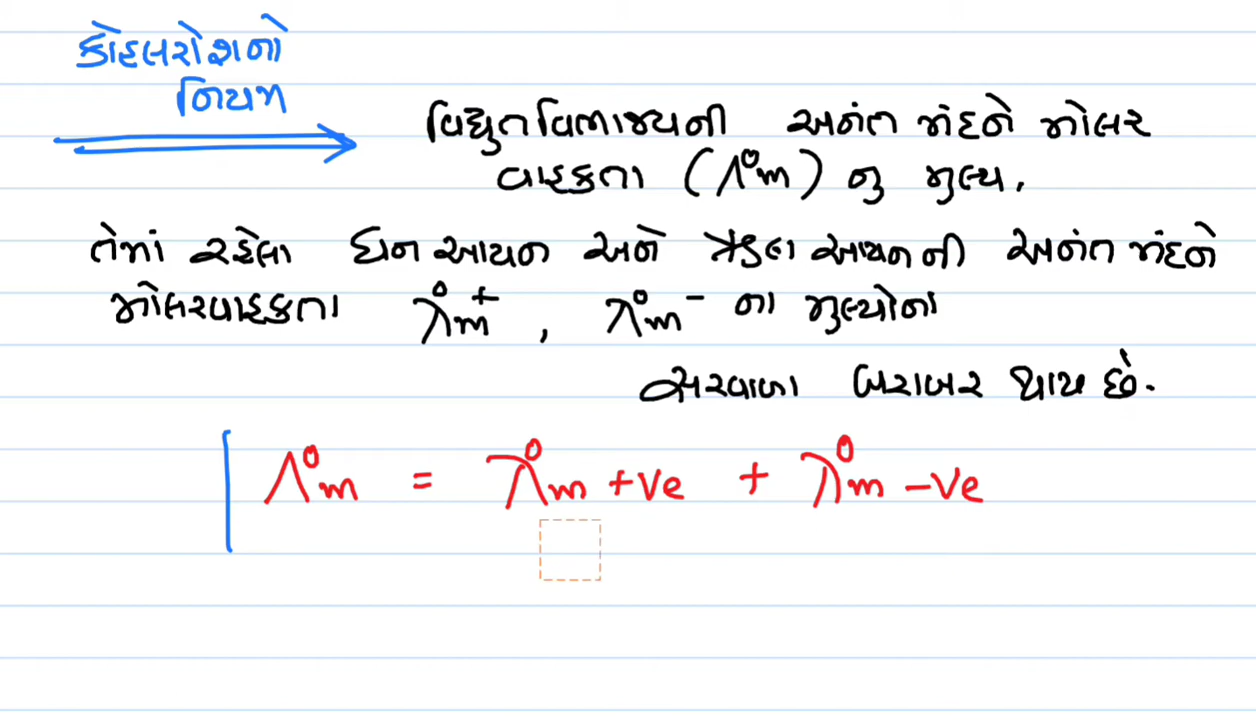 કોહલરોશનો
નિયમ
વિદ્યુતવિભાજ્યની અનંત મંદને મોલર
વાહકતા (Λ°m) નુ મુલ્ય,
તેમાં રહેલા ઘન આયન અને ઋણ આયનની અનંત મંદને
મોલરવાહકતા λ°m⁺, λ°m⁻ ના મુલ્યોના
સરવાળા બરાબર થાય છે.
Λ°m = λ°m +ve + λ°m -ve